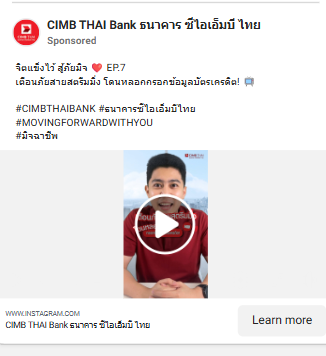 CIMB THAI Bank ธนาคาร ซีไอเอ็มบี ไทย
Sponsored
จิตแข็งไว้ สู้ภัยมิจ ❤️ EP.7
เตือนภัยสายสตรีมมิ่ง โดนหลอกกรอกข้อมูลบัตรเครดิต! 📺
#CIMBTHAIBANK #ธนาคารซีไอเอ็มบีไทย
#MOVINGFORWARDWITHYOU
#มิจฉาชีพ
WWW.INSTAGRAM.COM
CIMB THAI Bank ธนาคาร ซีไอเอ็มบี ไทย
Learn more